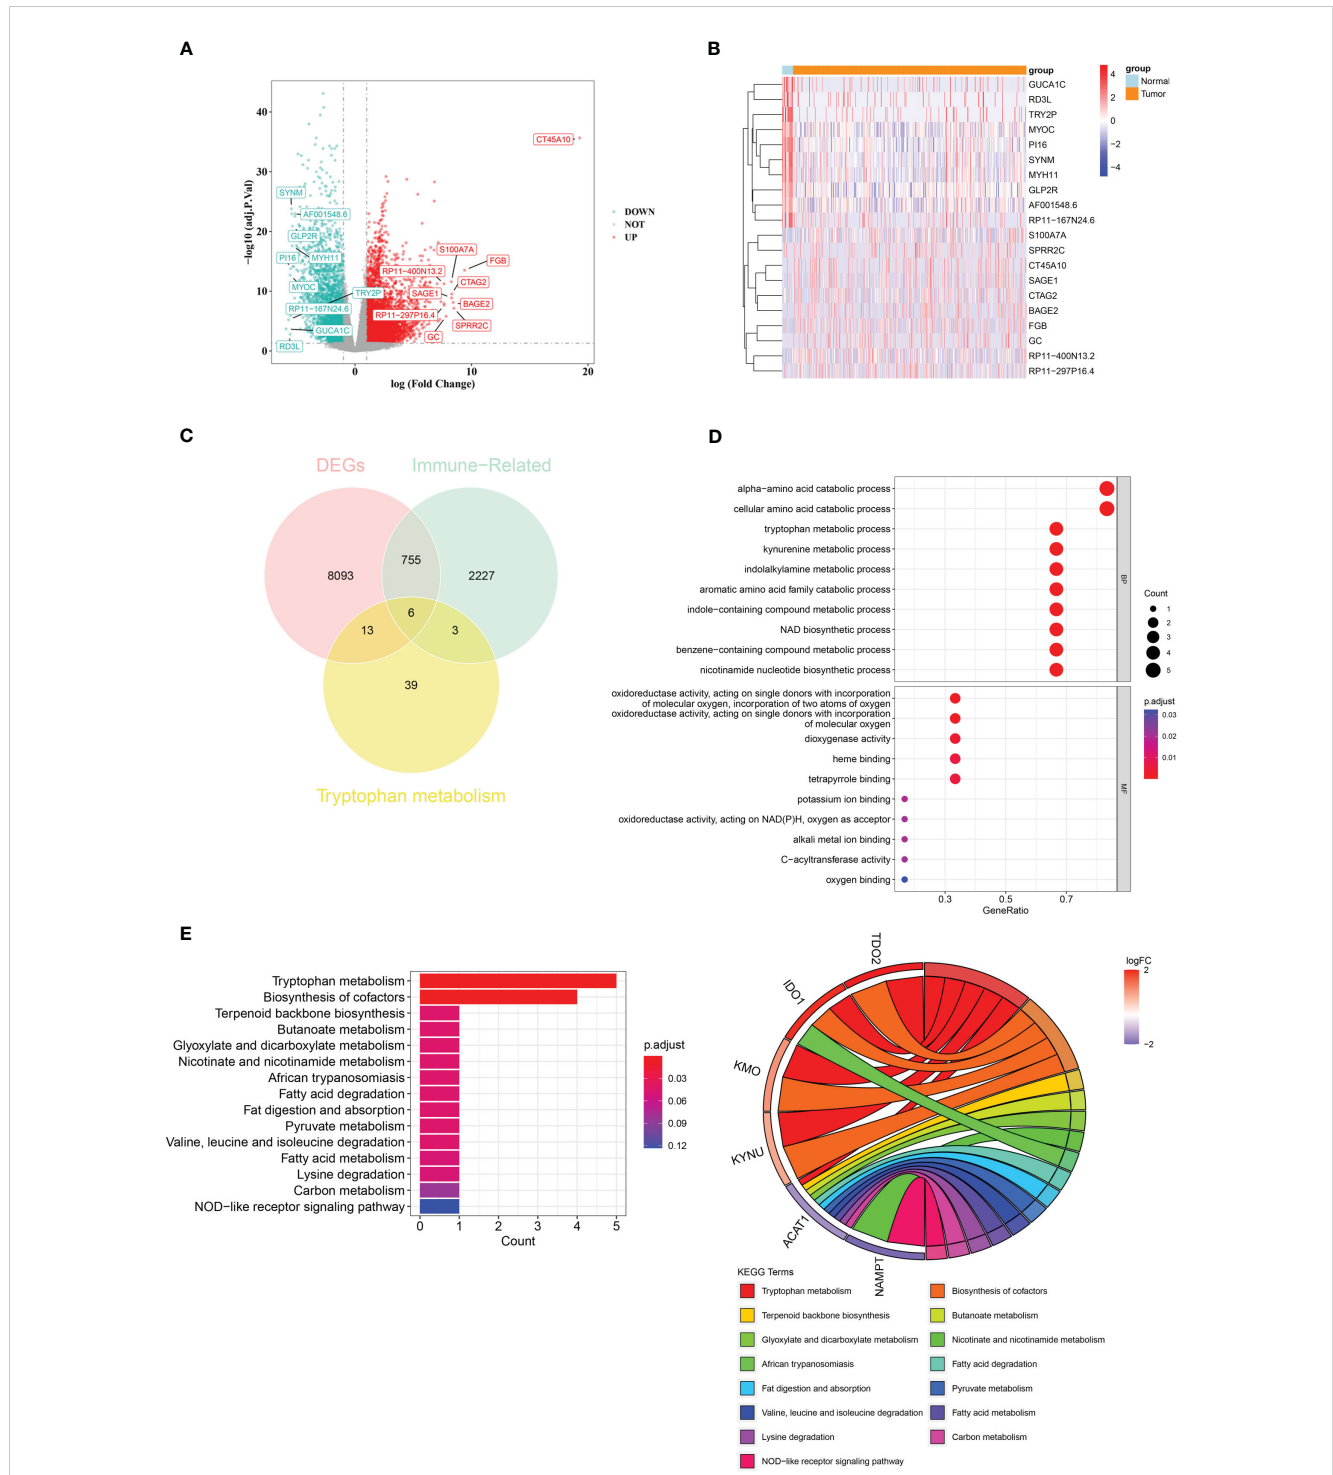 A
40
30
20
10
0
−log10 (adj.P.Val)
0
10
20
log (Fold Change)
CT45A10
SYNM
AF001548.6
GLP2R
PI16
MYH11
MYOC
TRY2P
RP11−167N24.6
GUCA1C
RD3L
S100A7A
FGB
RP11−400N13.2
CTAG2
SAGE1
BAGE2
RP11−297P16.4
SPRR2C
GC
DOWN
NOT
UP
B
group
GUCA1C
RD3L
TRY2P
MYOC
PI16
SYNM
MYH11
GLP2R
AF001548.6
RP11−167N24.6
S100A7A
SPRR2C
CT45A10
SAGE1
CTAG2
BAGE2
FGB
GC
RP11−400N13.2
RP11−297P16.4
4
2
0
−2
−4
group
Normal
Tumor
C
DEGs
Immune−Related
8093
755
2227
6
13
3
39
Tryptophan metabolism
D
alpha−amino acid catabolic process
cellular amino acid catabolic process
tryptophan metabolic process
kynurenine metabolic process
indolalkylamine metabolic process
aromatic amino acid family catabolic process
indole−containing compound metabolic process
NAD biosynthetic process
benzene−containing compound metabolic process
nicotinamide nucleotide biosynthetic process
BP
oxidoreductase activity, acting on single donors with incorporation
of molecular oxygen, incorporation of two atoms of oxygen
oxidoreductase activity, acting on single donors with incorporation
of molecular oxygen
dioxygenase activity
heme binding
tetrapyrrole binding
potassium ion binding
oxidoreductase activity, acting on NAD(P)H, oxygen as acceptor
alkali metal ion binding
C−acyltransferase activity
oxygen binding
MF
0.3
0.5
0.7
GeneRatio
Count
1
2
3
4
5
p.adjust
0.03
0.02
0.01
E
Tryptophan metabolism
Biosynthesis of cofactors
Terpenoid backbone biosynthesis
Butanoate metabolism
Glyoxylate and dicarboxylate metabolism
Nicotinate and nicotinamide metabolism
African trypanosomiasis
Fatty acid degradation
Fat digestion and absorption
Pyruvate metabolism
Valine, leucine and isoleucine degradation
Fatty acid metabolism
Lysine degradation
Carbon metabolism
NOD−like receptor signaling pathway
0
1
2
3
4
5
Count
p.adjust
0.03
0.06
0.09
0.12
TDO2
IDO1
KMO
KYNU
ACAT1
NAMPT
logFC
2
−2
KEGG Terms
Tryptophan metabolism
Biosynthesis of cofactors
Terpenoid backbone biosynthesis
Butanoate metabolism
Glyoxylate and dicarboxylate metabolism
Nicotinate and nicotinamide metabolism
African trypanosomiasis
Fatty acid degradation
Fat digestion and absorption
Pyruvate metabolism
Valine, leucine and isoleucine degradation
Fatty acid metabolism
Lysine degradation
Carbon metabolism
NOD−like receptor signaling pathway